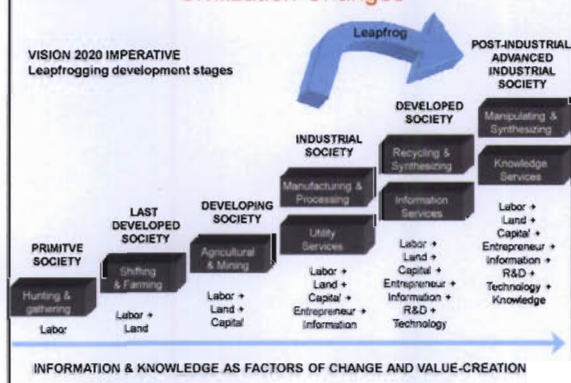 Leapfrog
VISION 2020 IMPERATIVE
Leapfrogging development stages
PRIMITVE
SOCIETY
Hunting &
gathering
Labor
LAST
DEVELOPED
SOCIETY
Shifting
& Farming
Labor +
Land
DEVELOPING
SOCIETY
Agricultural
& Mining
Labor +
Land +
Capital
INDUSTRIAL
SOCIETY
Manufacturing &
Processing
Utility
Services
Labor +
Land +
Capital +
Entrepreneur +
Information
DEVELOPED
SOCIETY
Recycling &
Synthesizing
Information
Services
Labor +
Land +
Capital +
Entrepreneur +
Information +
R&D +
Technology
POST-INDUSTRIAL
ADVANCED
INDUSTRIAL
SOCIETY
Manipulating &
Synthesizing
Knowledge
Services
Labor +
Land +
Capital +
Entrepreneur +
Information +
R&D +
Technology +
Knowledge
INFORMATION & KNOWLEDGE AS FACTORS OF CHANGE AND VALUE-CREATION